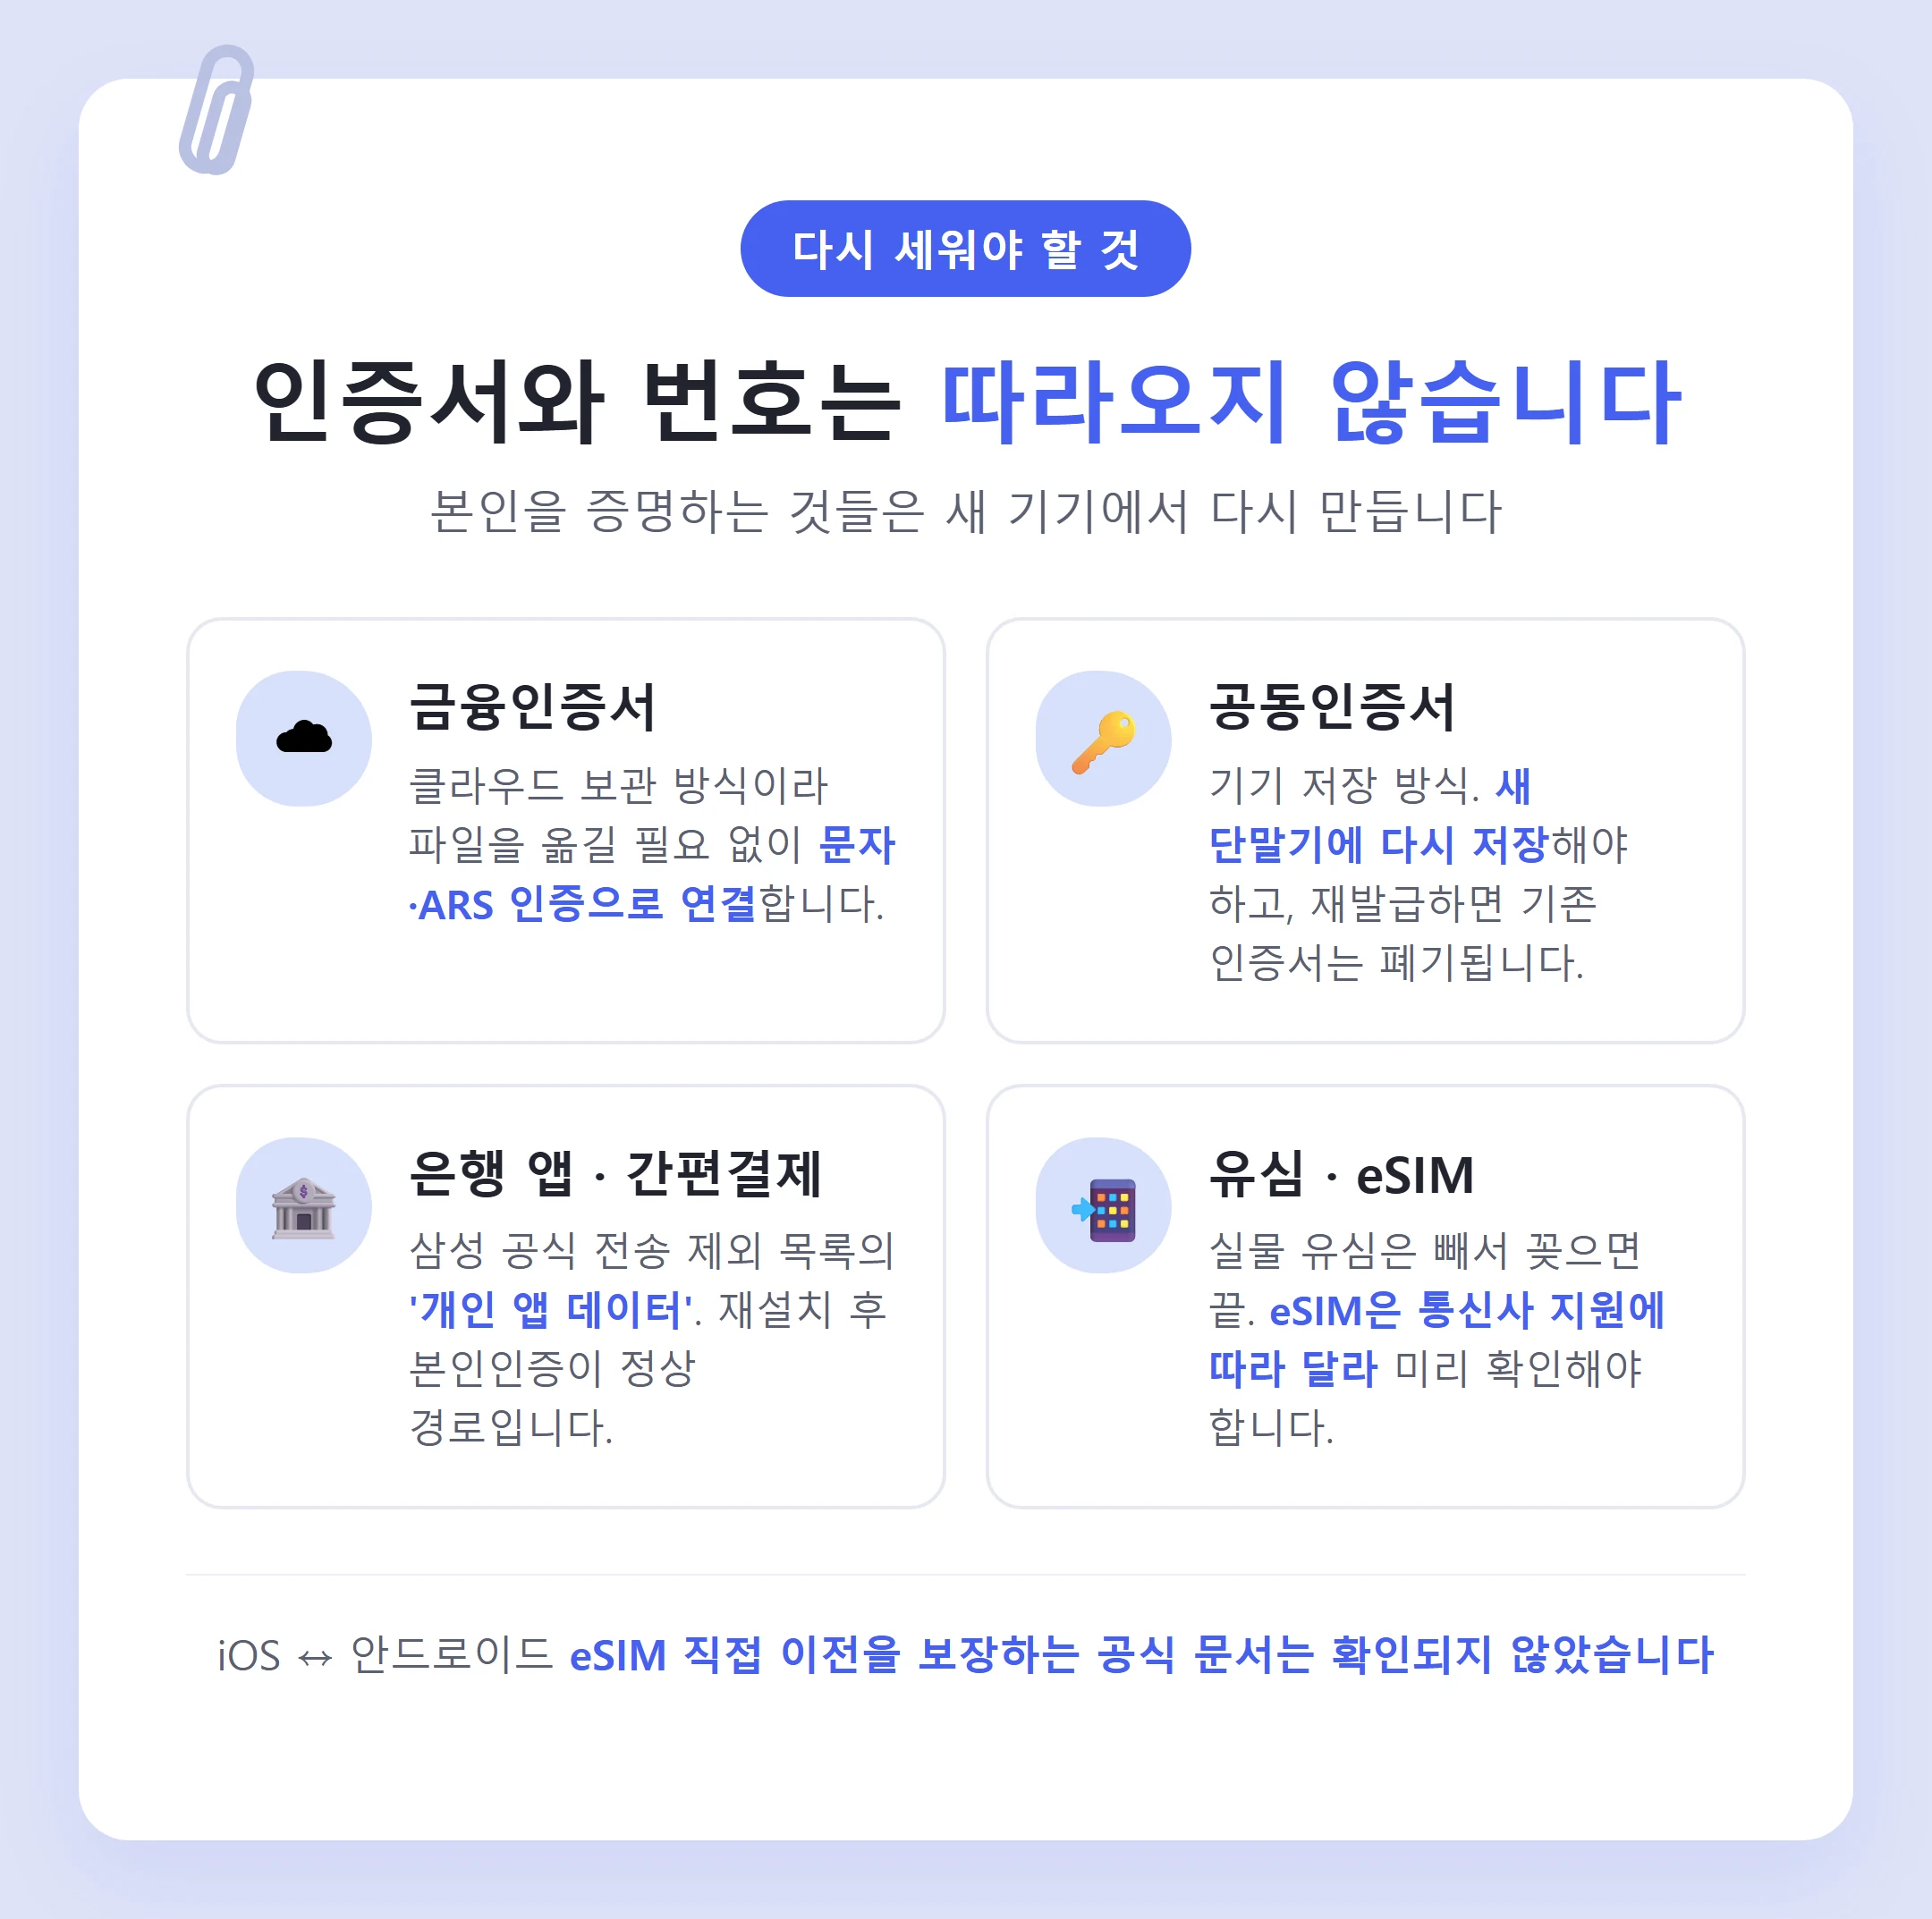 다시 세워야 할 것
인증서와 번호는 따라오지 않습니다
본인을 증명하는 것들은 새 기기에서 다시 만듭니다
금융인증서
클라우드 보관 방식이라
파일을 옮길 필요 없이 문자
·ARS 인증으로 연결합니다.
공동인증서
기기 저장 방식. 새
단말기에 다시 저장해야
하고, 재발급하면 기존
인증서는 폐기됩니다.
은행 앱 · 간편결제
삼성 공식 전송 제외 목록의
'개인 앱 데이터'. 재설치 후
본인인증이 정상
경로입니다.
유심 · eSIM
실물 유심은 빼서 꽂으면
끝. eSIM은 통신사 지원에
따라 달라 미리 확인해야
합니다.
iOS ↔ 안드로이드 eSIM 직접 이전을 보장하는 공식 문서는 확인되지 않았습니다